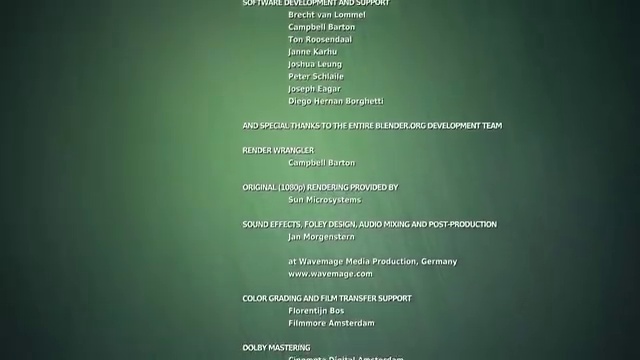 SOFTWARE DEVELOPMENT AND SUPPORT
Brecht van Lommel
Campbell Barton
Ton Roosendaal
Janne Karhu
Joshua Leung
Peter Schlaile
Joseph Eagar
Diego Hernan Borghetti
AND SPECIAL THANKS TO THE ENTIRE BLENDER.ORG DEVELOPMENT TEAM
RENDER WRANGLER
Campbell Barton
ORIGINAL (1080p) RENDERING PROVIDED BY
Sun Microsystems
SOUND EFFECTS, FOLEY DESIGN, AUDIO MIXING AND POST-PRODUCTION
Jan Morgenstern
at Wavemage Media Production, Germany
www.wavemage.com
COLOR GRADING AND FILM TRANSFER SUPPORT
Florentijn Bos
Filmmore Amsterdam
DOLBY MASTERING
Cinemeta Digital Amsterdam